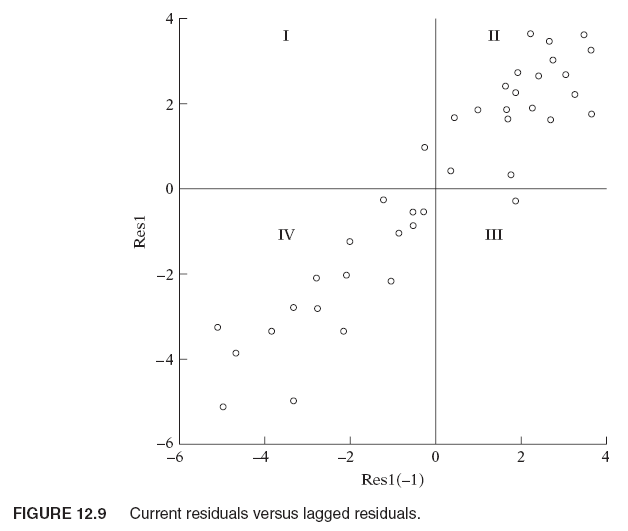 4
I
II
2
0
Res1
IV
III
−2
−4
−6
−6
−4
−2
0
2
4
Res1(−1)
FIGURE 12.9 Current residuals versus lagged residuals.